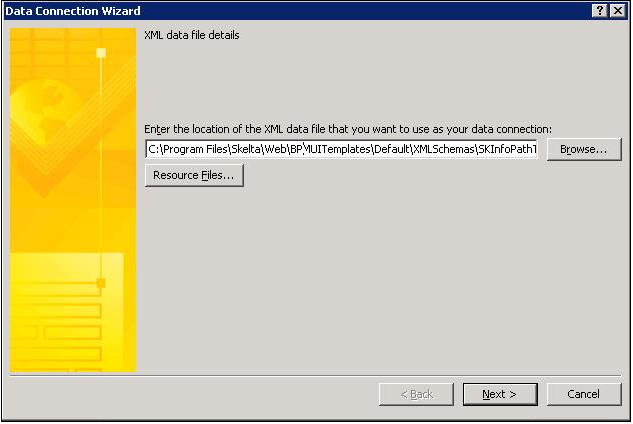 Data Connection Wizard
XML data file details
Enter the location of the XML data file that you want to use as your data connection:
C:\Program Files\Skelta\Web\BPMUITemplates\Default\XMLSchemas\SKInfoPathT
Browse...
Resource Files...
< Back
Next >
Cancel